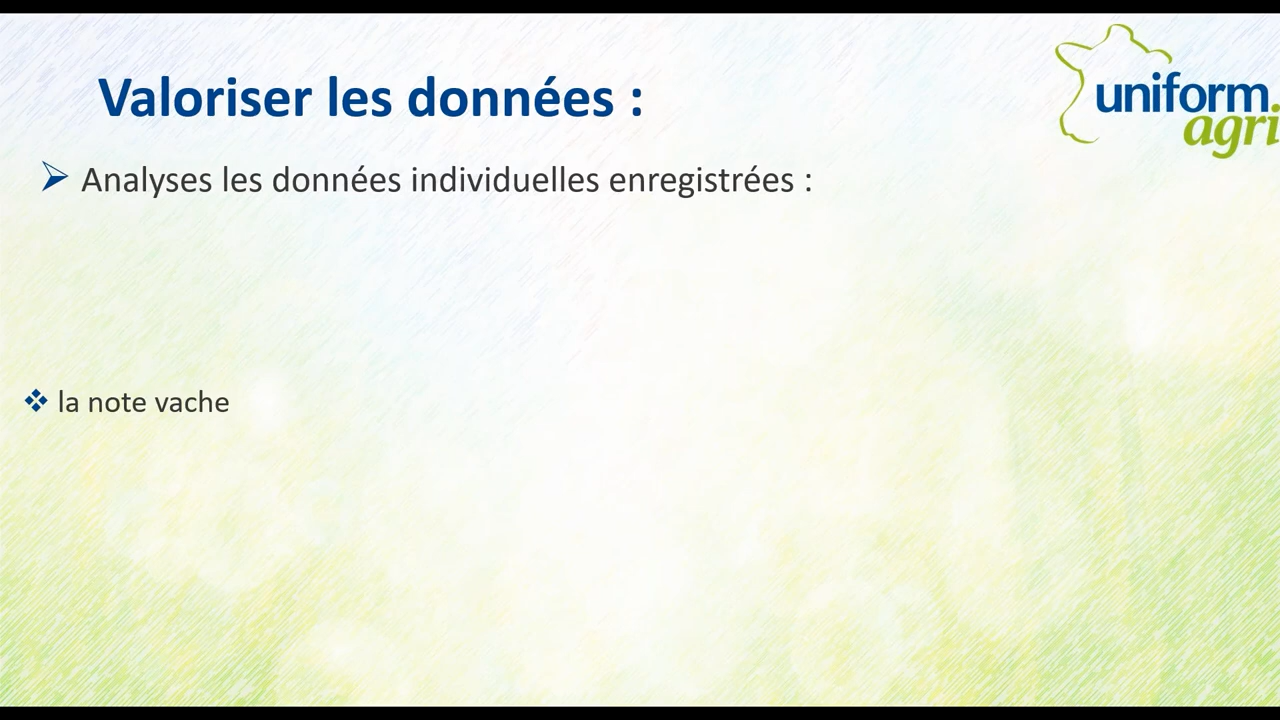 Valoriser les données :
uniform
agri
Analyses les données individuelles enregistrées :
la note vache